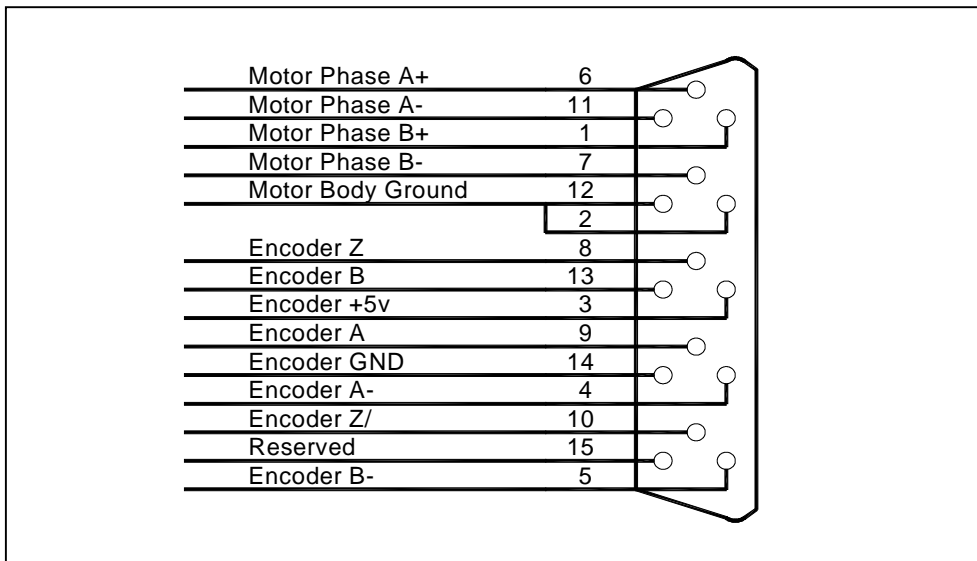 Motor Phase A+ 6
Motor Phase A- 11
Motor Phase B+ 1
Motor Phase B- 7
Motor Body Ground 12
2
Encoder Z 8
Encoder B 13
Encoder +5v 3
Encoder A 9
Encoder GND 14
Encoder A- 4
Encoder Z/ 10
Reserved 15
Encoder B- 5